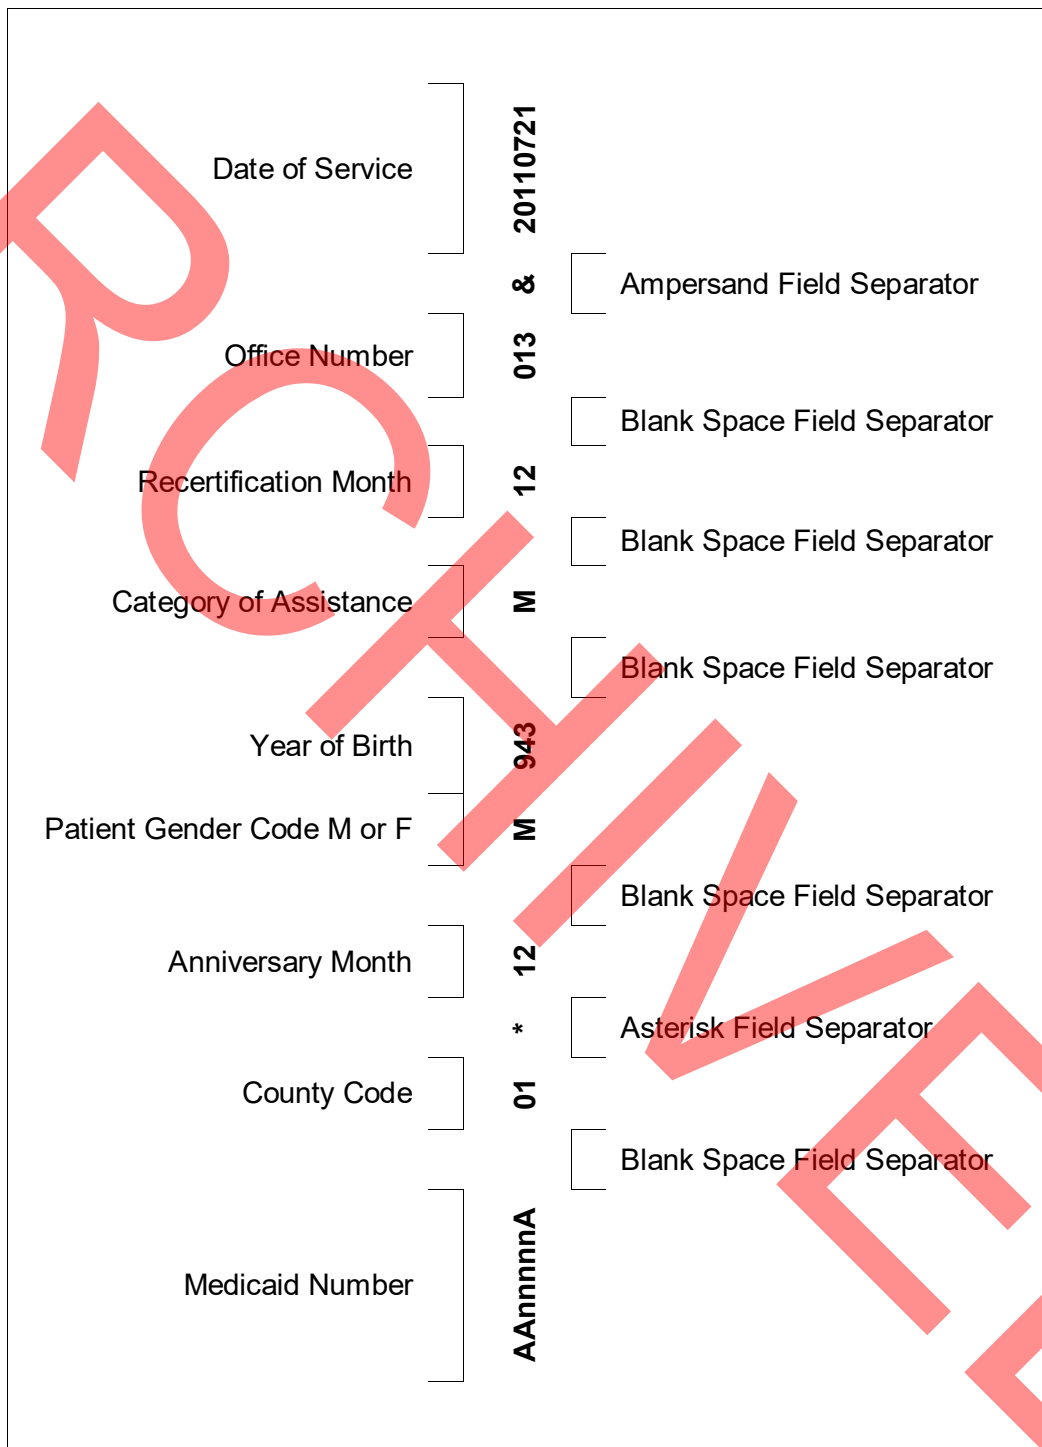 Date of Service
20110721
&
Ampersand Field Separator
Office Number
013
Blank Space Field Separator
Recertification Month
12
Blank Space Field Separator
Category of Assistance
M
Blank Space Field Separator
Year of Birth
943
Patient Gender Code M or F
M
Blank Space Field Separator
Anniversary Month
12
*
Asterisk Field Separator
County Code
01
Blank Space Field Separator
Medicaid Number
AAnnnnnA
RCHIVE